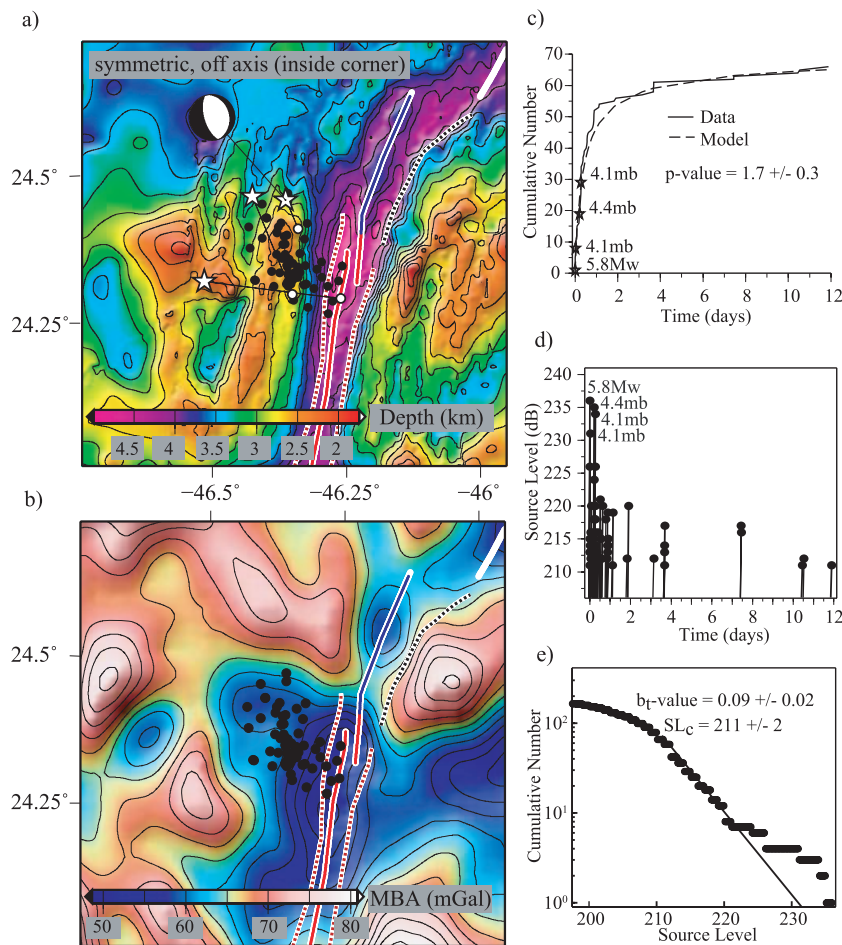 a)
symmetric, off axis (inside corner)
24.5°
24.25°
Depth (km)
4.5 4 3.5 3 2.5 2
−46.5° −46.25° −46°
b)
24.5°
24.25°
MBA (mGal)
50 60 70 80
c)
70
60
50
40
30
20
10
0
Cumulative Number
Data
Model
p-value = 1.7 +/- 0.3
4.1mb
4.4mb
4.1mb
5.8Mw
0 2 4 6 8 10 12
Time (days)
d)
240
235
230
225
220
215
210
Source Level (dB)
5.8Mw
4.4mb
4.1mb
4.1mb
0 2 4 6 8 10 12
Time (days)
e)
bt-value = 0.09 +/- 0.02
SLc = 211 +/- 2
10²
10¹
10⁰
Cumulative Number
200 210 220 230
Source Level